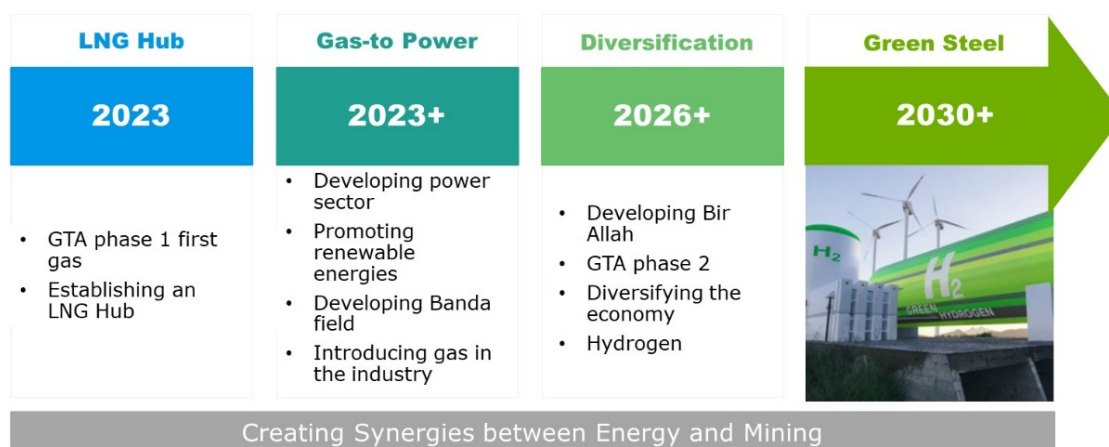 LNG Hub
2023
• GTA phase 1 first
gas
• Establishing an
LNG Hub
Gas-to Power
2023+
• Developing power
sector
• Promoting
renewable
energies
• Developing Banda
field
• Introducing gas in
the industry
Diversification
2026+
• Developing Bir
Allah
• GTA phase 2
• Diversifying the
economy
• Hydrogen
Green Steel
2030+
H2
H2
GREEN HYDROGEN
Creating Synergies between Energy and Mining